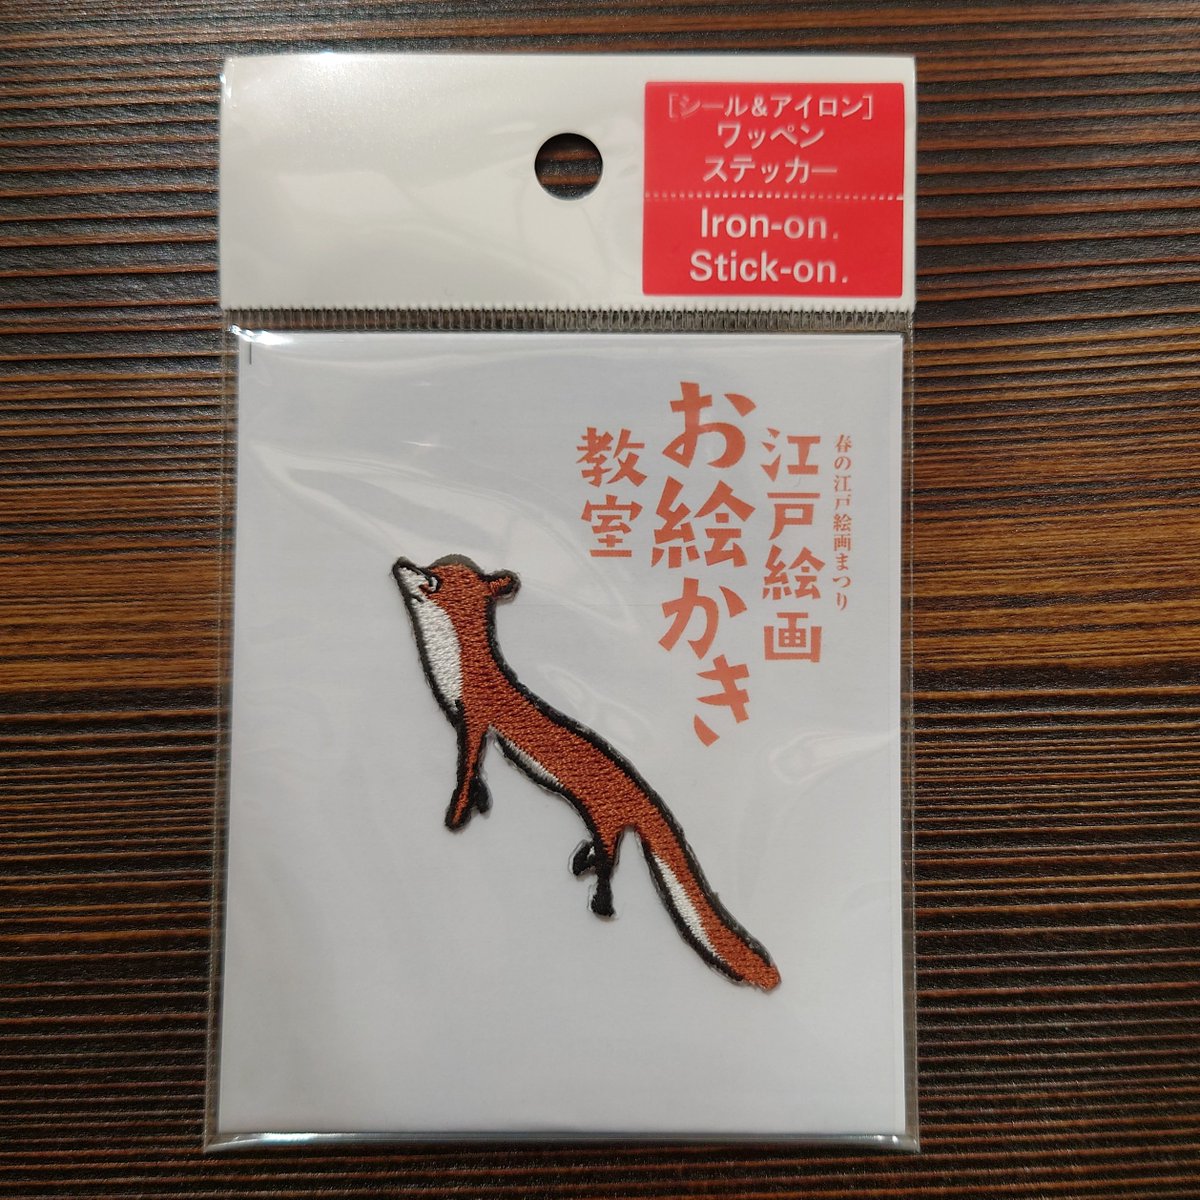 [シール&アイロン]
ワッペン
ステッカー
Iron-on.
Stick-on.
春の江戸絵画まつり
江戸絵画
お絵かき
教室